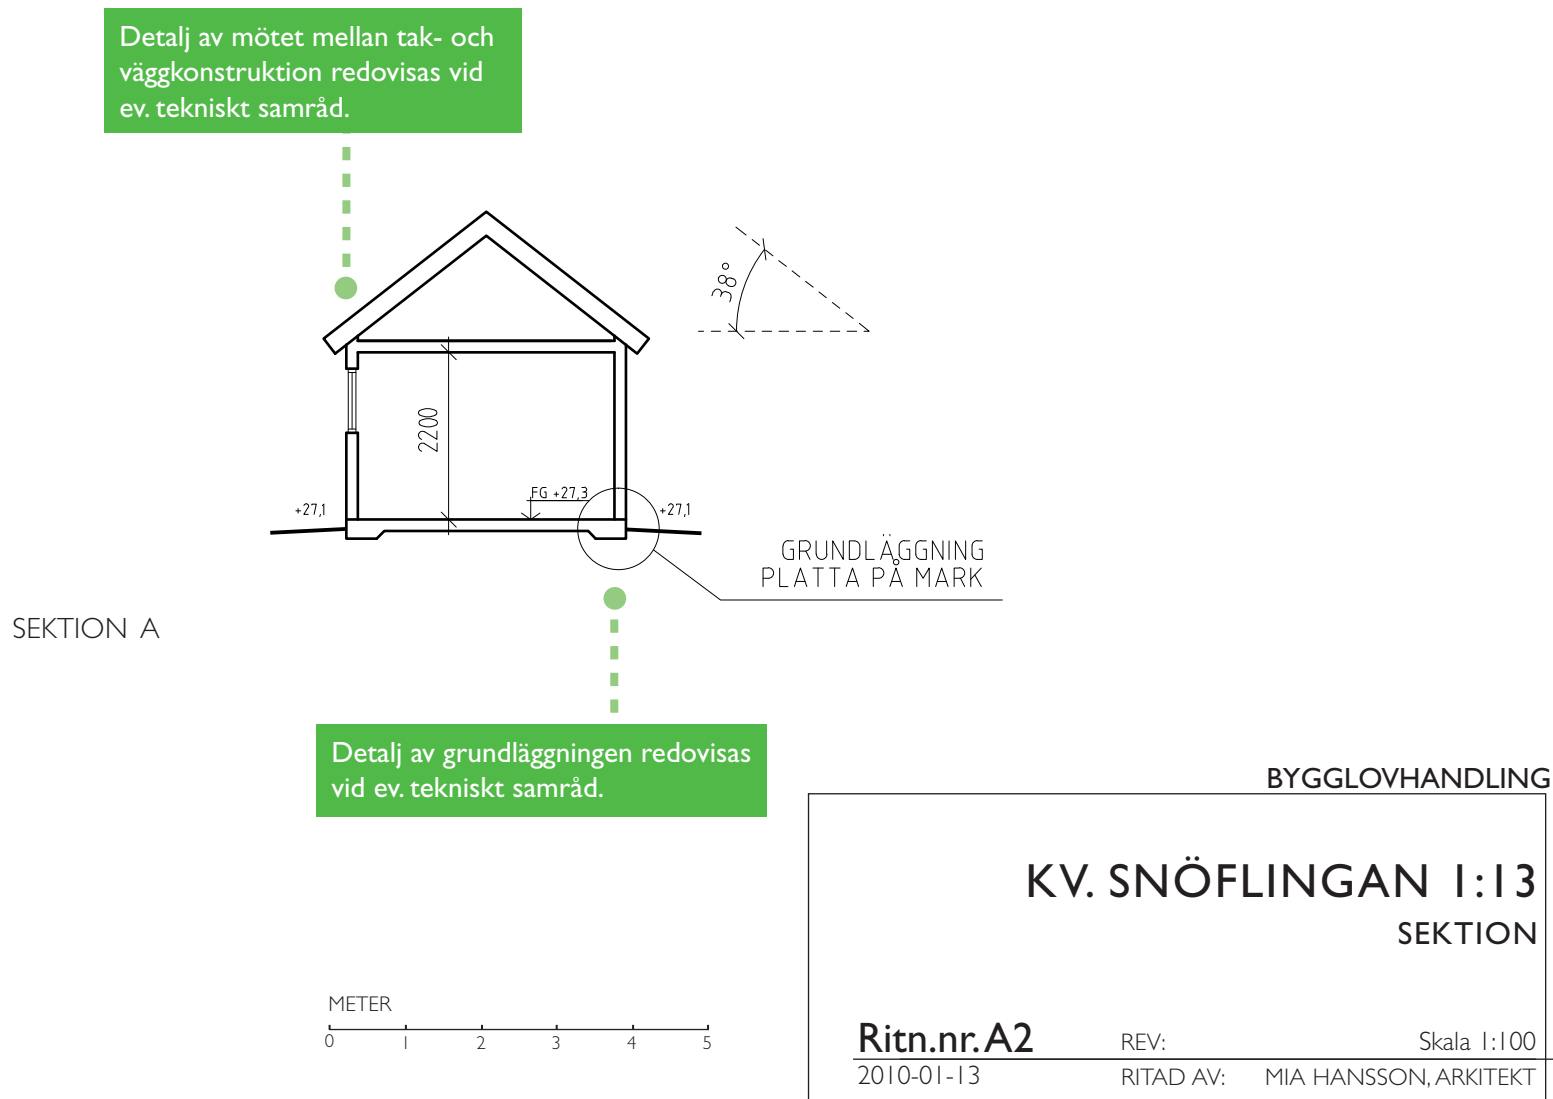 Detalj av mötet mellan tak- och
väggkonstruktion redovisas vid
ev. tekniskt samråd.
38°
2200
FG +27,3
+27,1
+27,1
GRUNDLÄGGNING
PLATTA PÅ MARK
SEKTION A
Detalj av grundläggningen redovisas
vid ev. tekniskt samråd.
BYGGLOVHANDLING
KV. SNÖFLINGAN 1:13
SEKTION
METER
0 1 2 3 4 5
Ritn.nr. A2 REV: Skala 1:100
2010-01-13 RITAD AV: MIA HANSSON, ARKITEKT